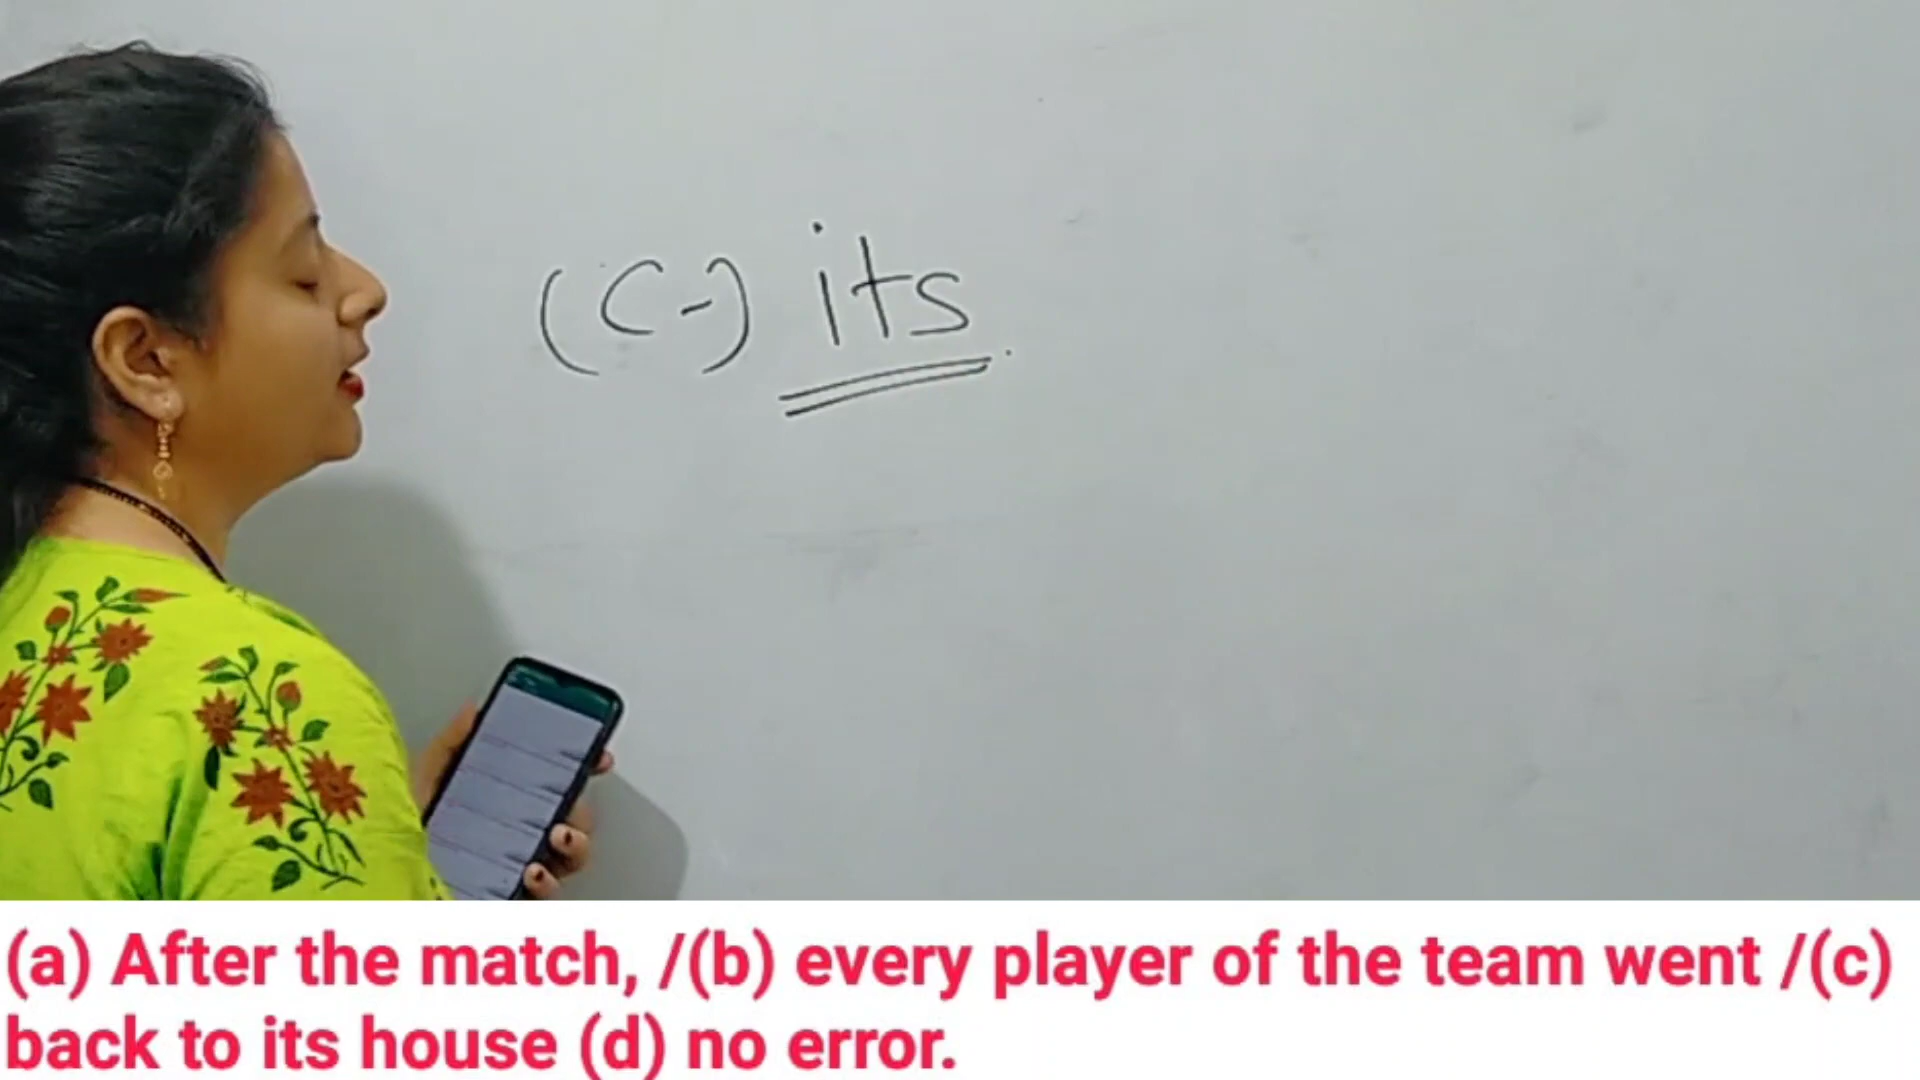 (C-) its
(a) After the match, /(b) every player of the team went /(c)
back to its house (d) no error.